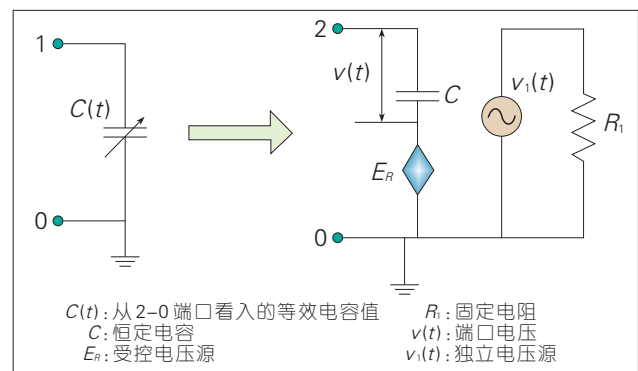 1
C(t)
0
2
v(t)
C
E_R
v₁(t)
R₁
0
C(t):从2-0端口看入的等效电容值
C:恒定电容
E_R:受控电压源
R₁:固定电阻
v(t):端口电压
v₁(t):独立电压源